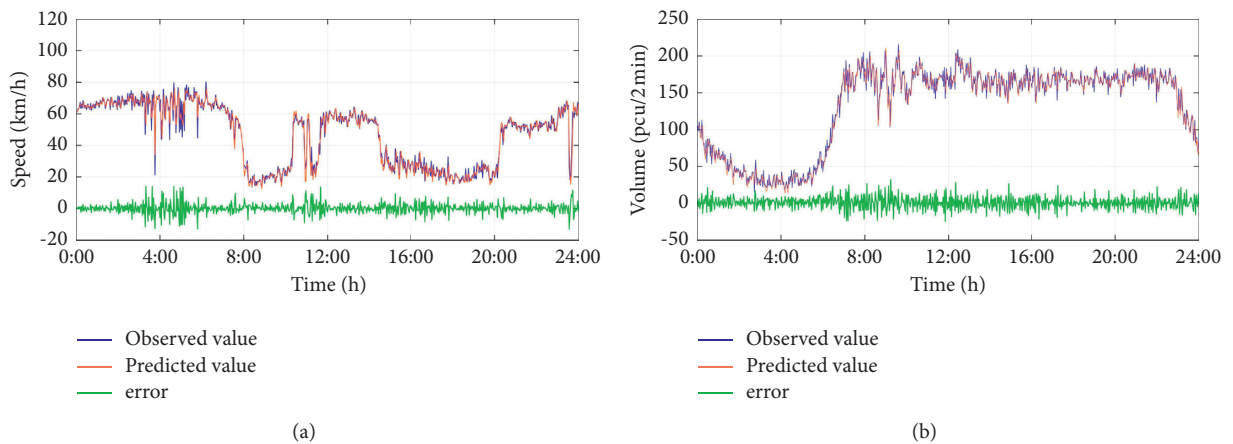 120
100
80
60
40
20
0
-20
Speed (km/h)
0:00 4:00 8:00 12:00 16:00 20:00 24:00
Time (h)
Observed value
Predicted value
error
(a)
250
200
150
100
50
0
-50
Volume (pcu/2min)
0:00 4:00 8:00 12:00 16:00 20:00 24:00
Time (h)
Observed value
Predicted value
error
(b)